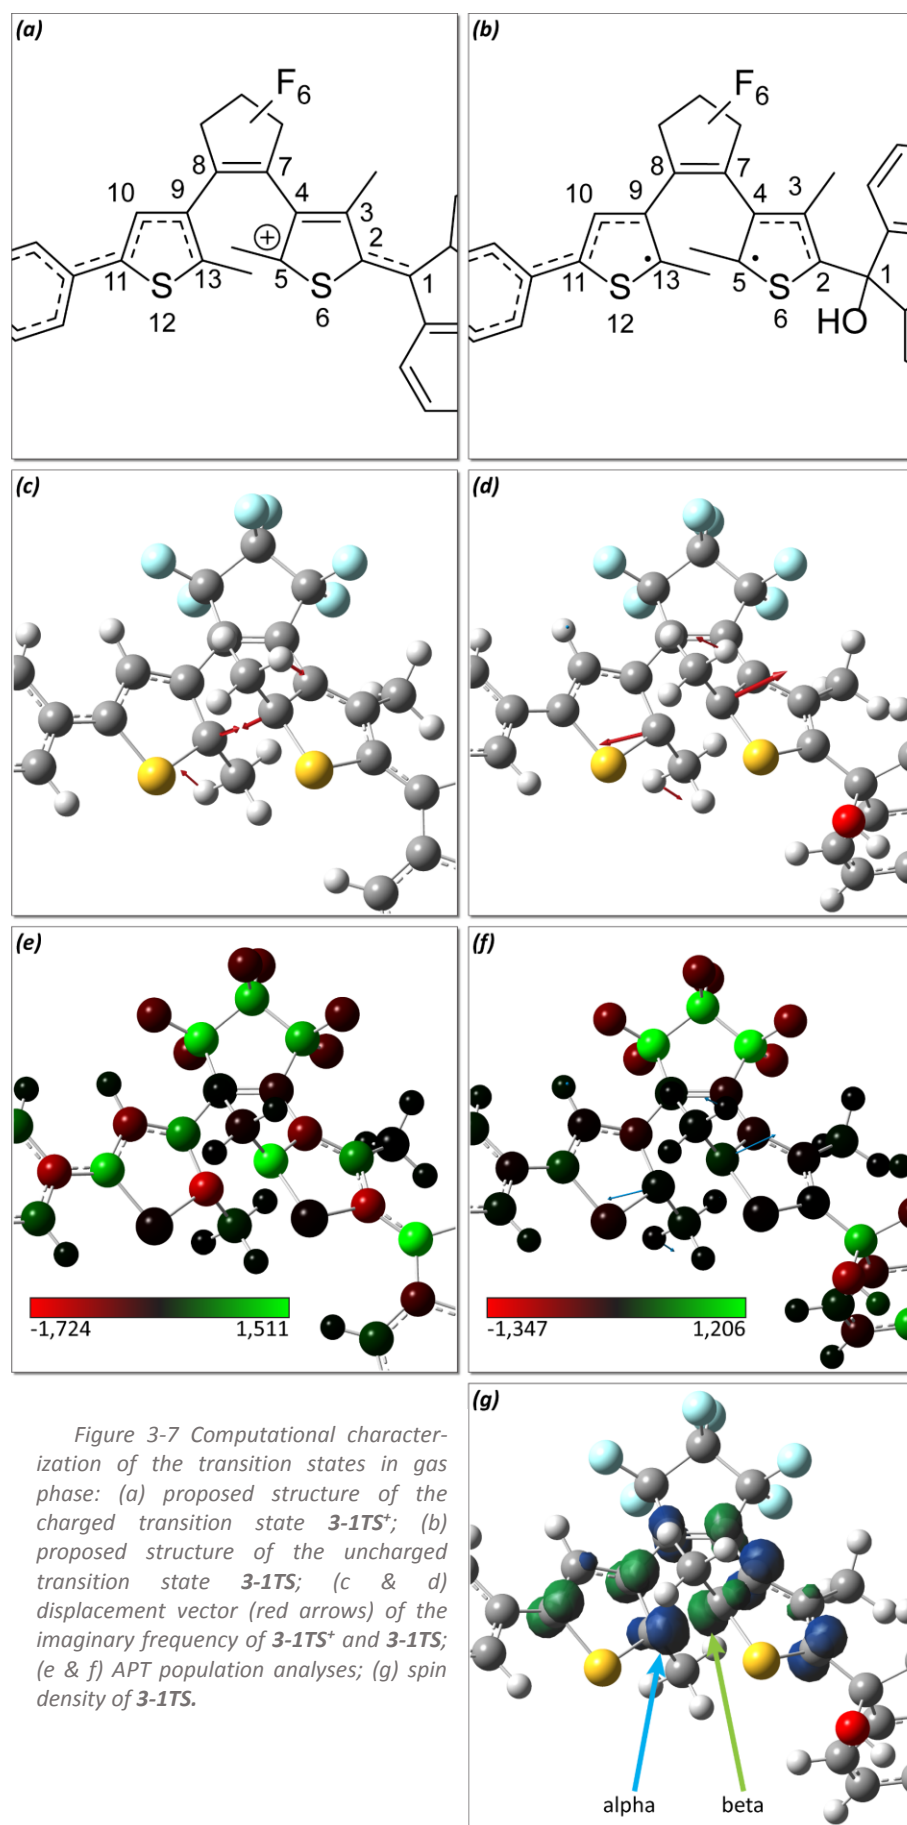 (a)
F6
8
7
10
9
4
3
2
⊕
11
S
13
5
S
1
12
6
(b)
F6
8
7
10
9
4
3
11
S
13
5
S
2
1
12
6
HO
(c)
(d)
(e)
-1,724 1,511
(f)
-1,347 1,206
Figure 3-7 Computational character-
ization of the transition states in gas
phase: (a) proposed structure of the
charged transition state 3-1TS⁺; (b)
proposed structure of the uncharged
transition state 3-1TS; (c & d)
displacement vector (red arrows) of the
imaginary frequency of 3-1TS⁺ and 3-1TS;
(e & f) APT population analyses; (g) spin
density of 3-1TS.
(g)
alpha beta